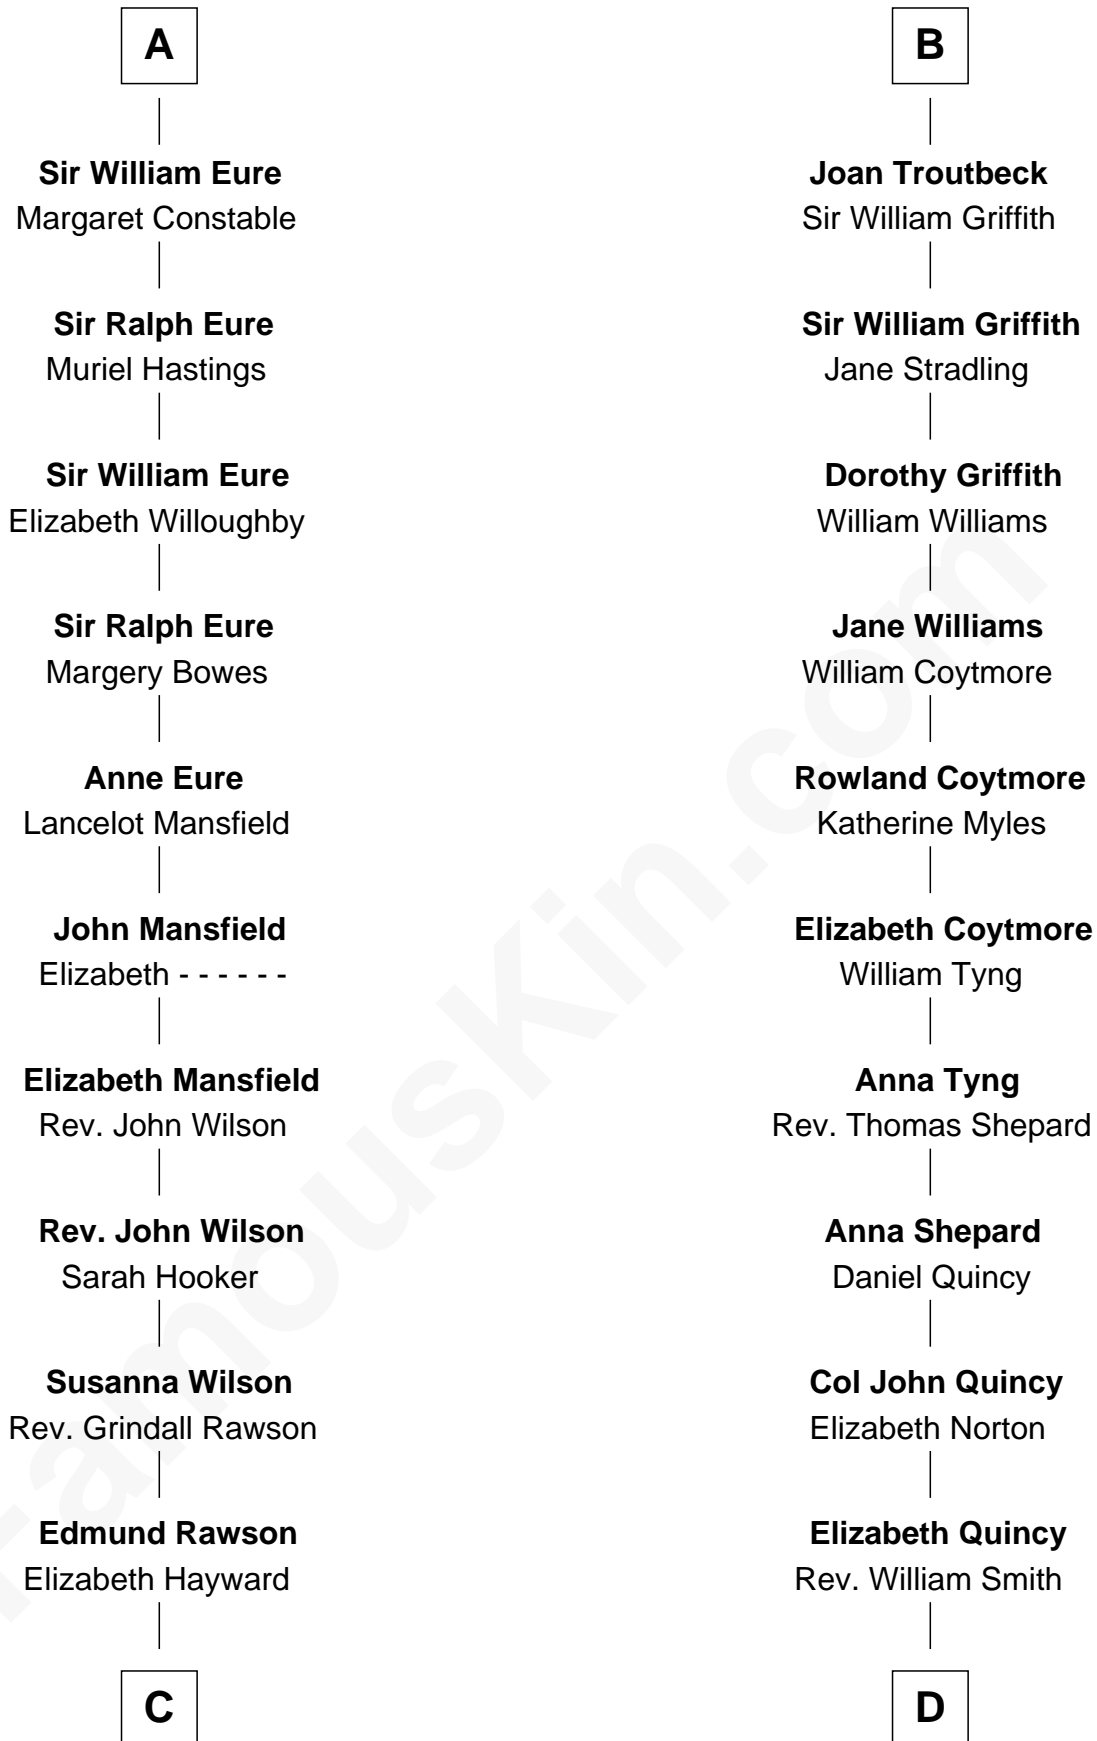 A
Sir William Eure
Margaret Constable
Sir Ralph Eure
Muriel Hastings
Sir William Eure
Elizabeth Willoughby
Sir Ralph Eure
Margery Bowes
Anne Eure
Lancelot Mansfield
John Mansfield
Elizabeth - - - - - -
Elizabeth Mansfield
Rev. John Wilson
Rev. John Wilson
Sarah Hooker
Susanna Wilson
Rev. Grindall Rawson
Edmund Rawson
Elizabeth Hayward
C
B
Joan Troutbeck
Sir William Griffith
Sir William Griffith
Jane Stradling
Dorothy Griffith
William Williams
Jane Williams
William Coytmore
Rowland Coytmore
Katherine Myles
Elizabeth Coytmore
William Tyng
Anna Tyng
Rev. Thomas Shepard
Anna Shepard
Daniel Quincy
Col John Quincy
Elizabeth Norton
Elizabeth Quincy
Rev. William Smith
D
FamousKin.com